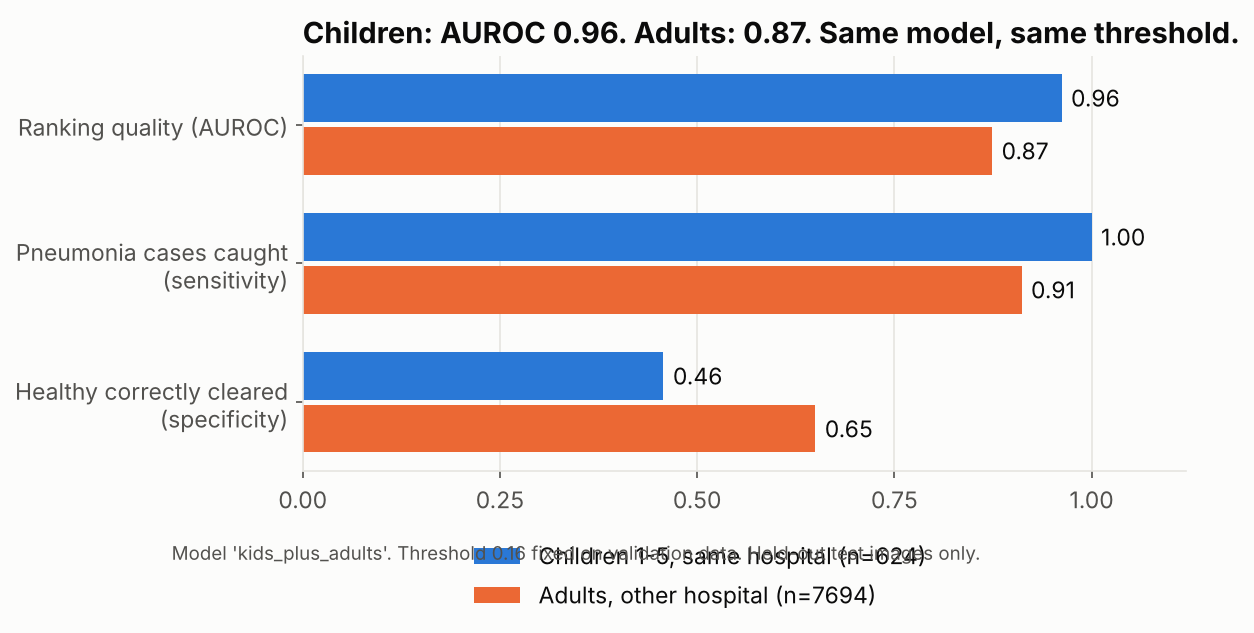 Children: AUROC 0.96. Adults: 0.87. Same model, same threshold.
Ranking quality (AUROC)
0.96
0.87
Pneumonia cases caught
(sensitivity)
1.00
0.91
Healthy correctly cleared
(specificity)
0.46
0.65
0.00 0.25 0.50 0.75 1.00
Model 'kids_plus_adults'. Threshold 0.16 fixed on validation data. Held-out test images only.
Children 1-5, same hospital (n=624)
Adults, other hospital (n=7694)